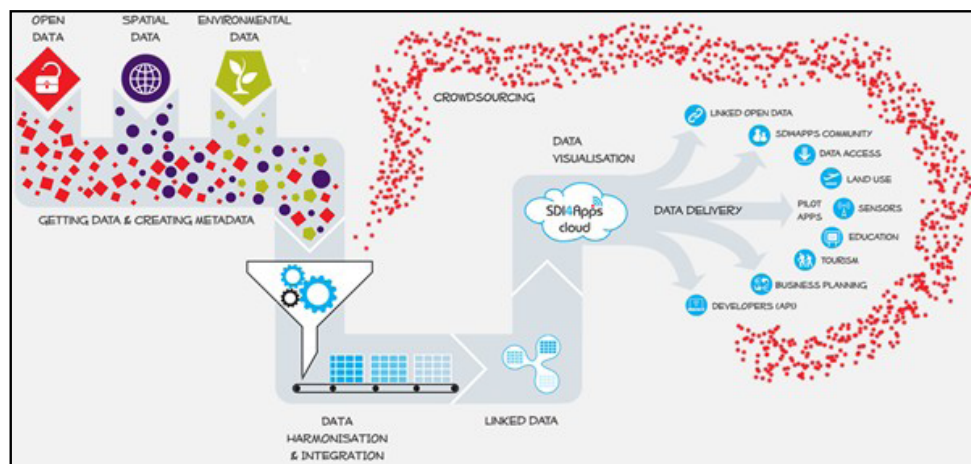 OPEN
DATA
SPATIAL
DATA
ENVIRONMENTAL
DATA
CROWDSOURCING
GETTING DATA & CREATING METADATA
DATA
VISUALISATION
SDI4Apps
cloud
DATA DELIVERY
LINKED OPEN DATA
SDI4APPS COMMUNITY
DATA ACCESS
LAND USE
PILOT
APPS
SENSORS
EDUCATION
TOURISM
BUSINESS PLANNING
DEVELOPERS (API)
DATA
HARMONISATION
& INTEGRATION
LINKED DATA